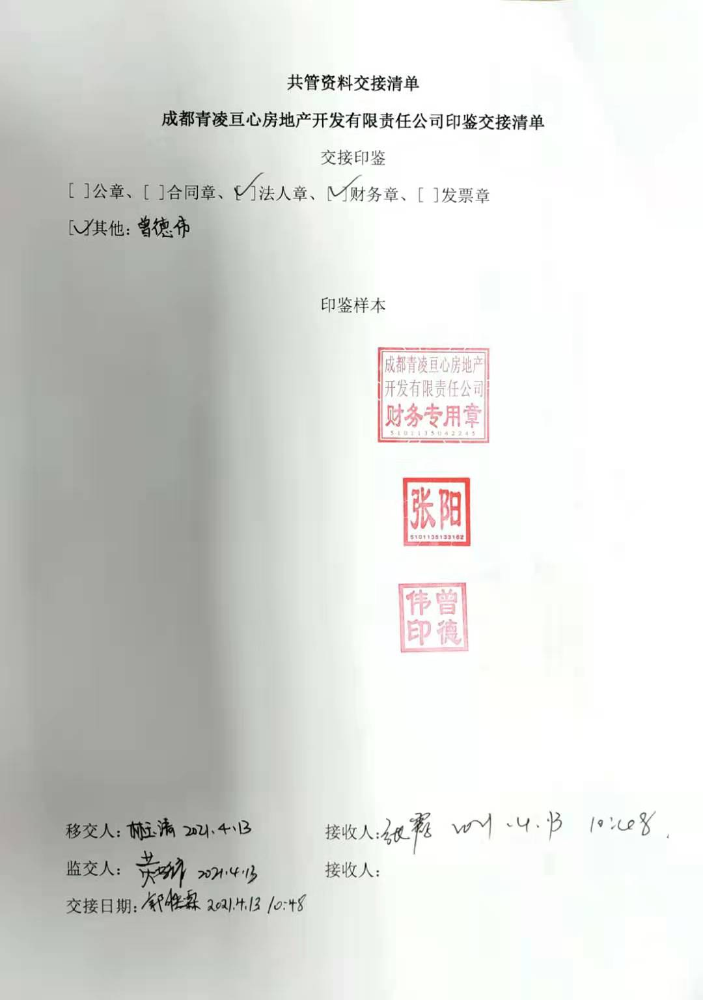 共管资料交接清单
成都青凌亘心房地产开发有限责任公司印鉴交接清单
交接印鉴
[ ]公章、[ ]合同章、[✓]法人章、[✓]财务章、[ ]发票章
[✓]其他：曾德伟
印鉴样本
成都青凌亘心房地产
开发有限责任公司
财务专用章
5101135042245
张阳
5101135133162
伟曾
印德
移交人：林玉清 2021.4.13 接收人： 2021.4.13 10:48
监交人： 2021.4.13 接收人：
交接日期： 2021.4.13 10:48